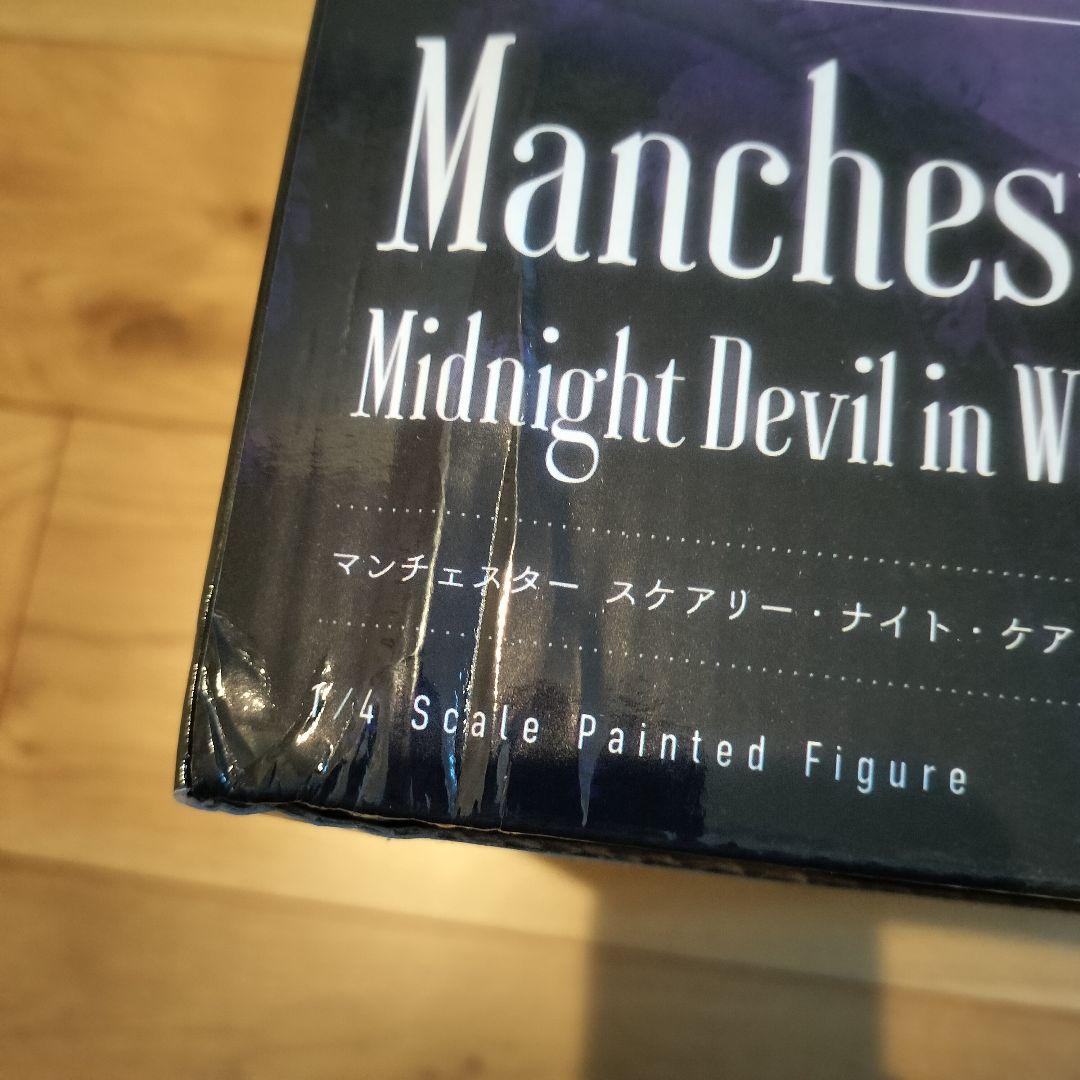 Manches
Midnight Devil in W
マンチェスター スケアリー・ナイト・ケア
1/4 Scale Painted Figure